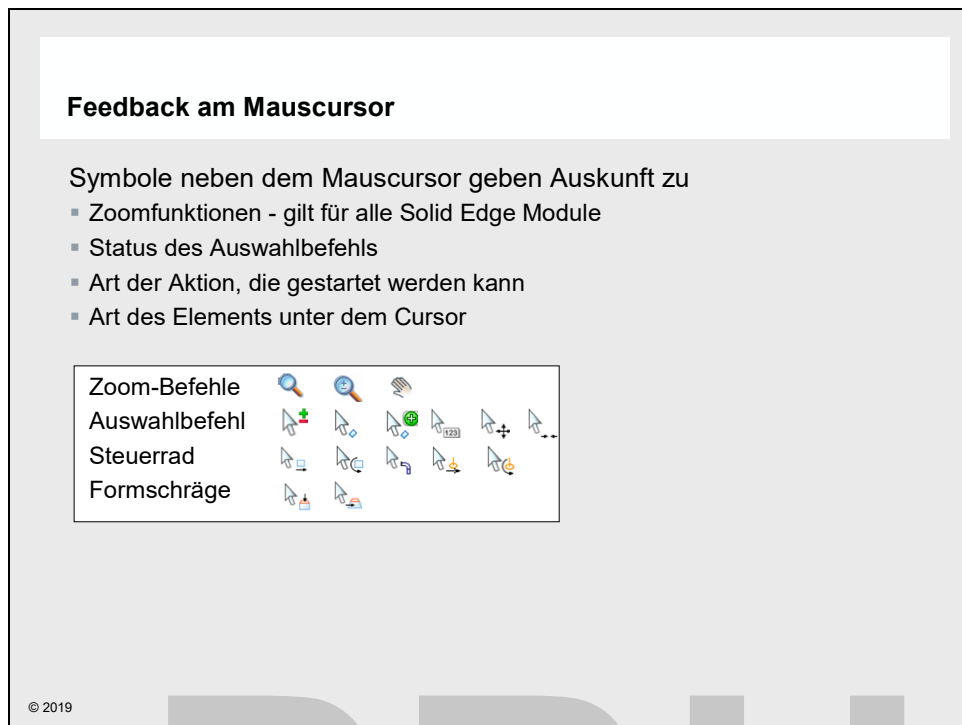 Feedback am Mauscursor
Symbole neben dem Mauscursor geben Auskunft zu
▪ Zoomfunktionen - gilt für alle Solid Edge Module
▪ Status des Auswahlbefehls
▪ Art der Aktion, die gestartet werden kann
▪ Art des Elements unter dem Cursor
Zoom-Befehle
Auswahlbefehl 123
Steuerrad
Formschräge
© 2019